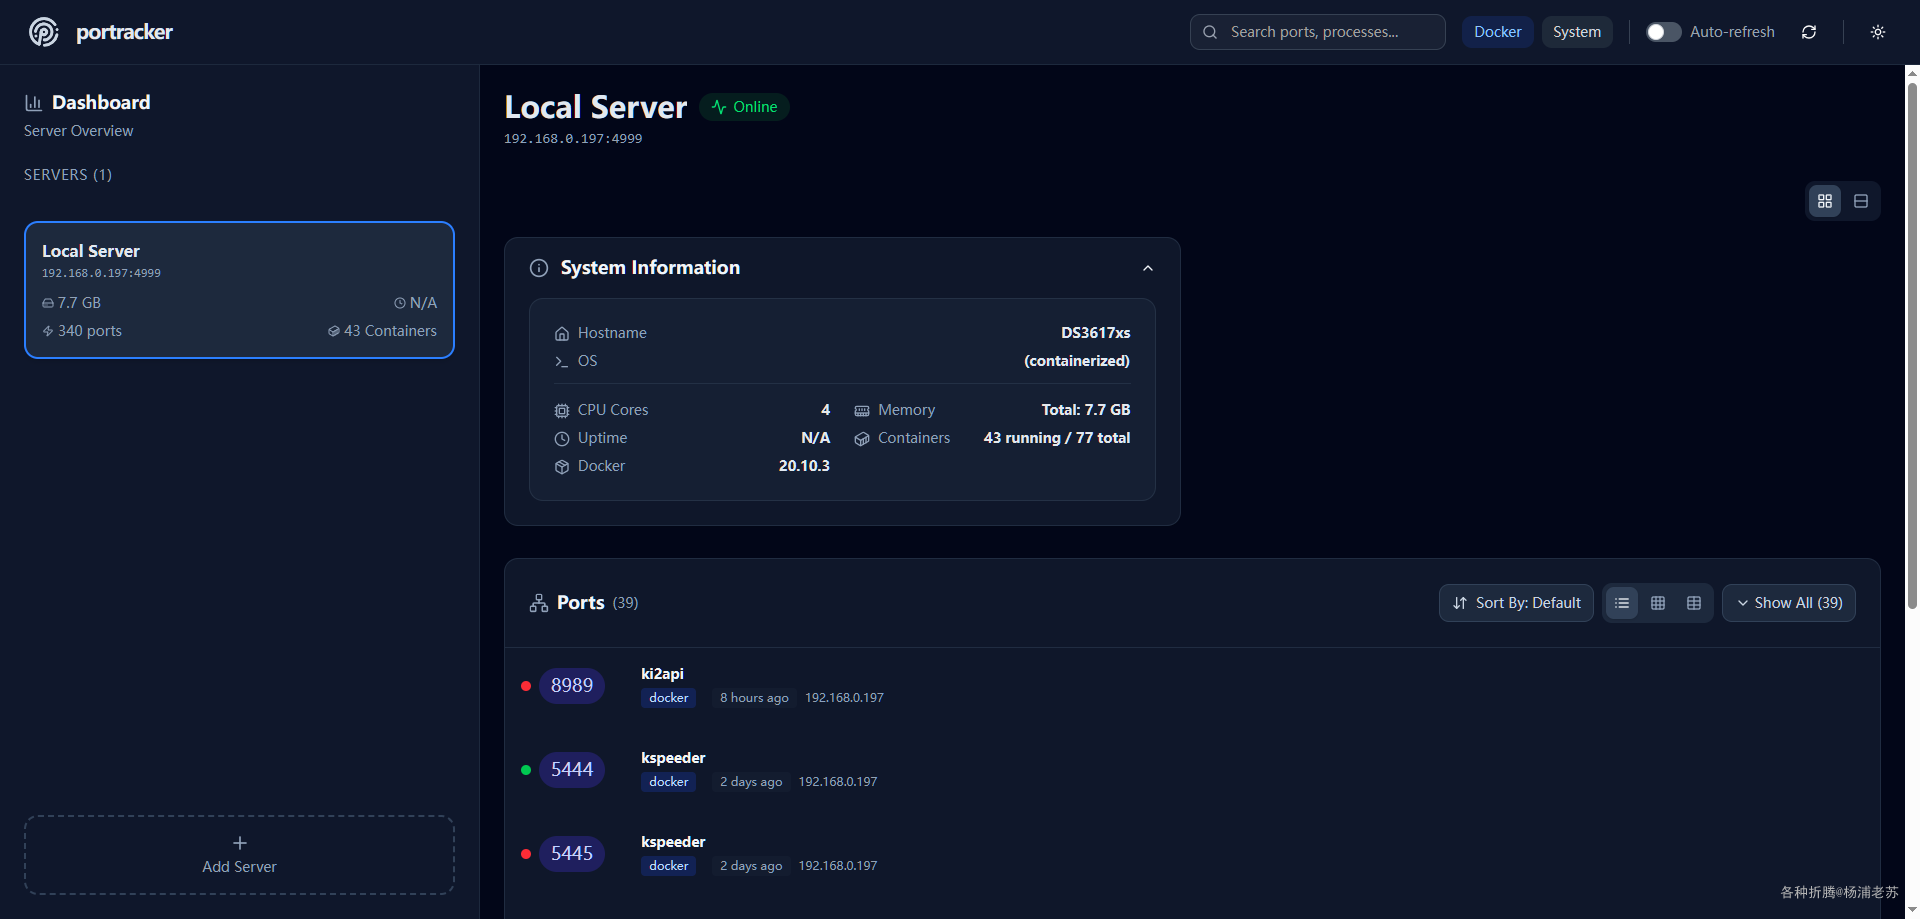 portracker
Search ports, processes...
Docker
System
Auto-refresh
Dashboard
Server Overview
SERVERS (1)
Local Server
192.168.0.197:4999
7.7 GB
N/A
340 ports
43 Containers
Add Server
Local Server
Online
192.168.0.197:4999
System Information
Hostname
DS3617xs
OS
(containerized)
CPU Cores
4
Memory
Total: 7.7 GB
Uptime
N/A
Containers
43 running / 77 total
Docker
20.10.3
Ports (39)
Sort By: Default
Show All (39)
8989
ki2api
docker
8 hours ago
192.168.0.197
5444
kspeeder
docker
2 days ago
192.168.0.197
5445
kspeeder
docker
2 days ago
192.168.0.197
各种折腾@杨浦老苏